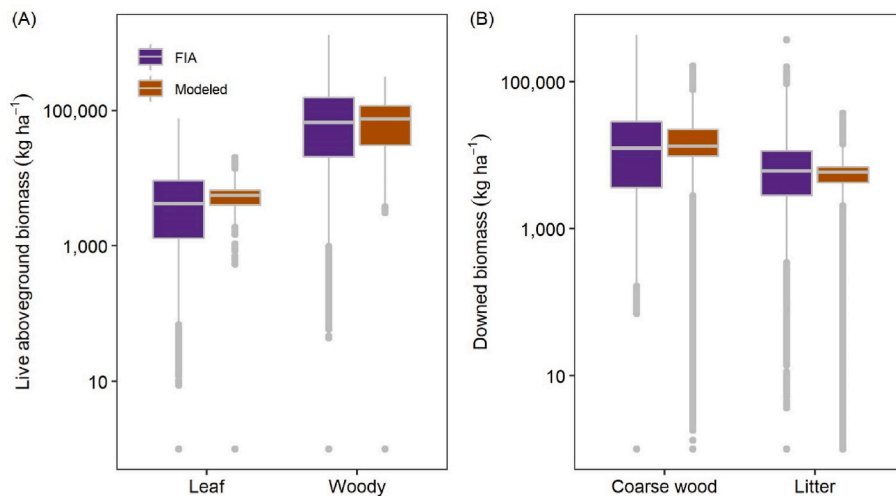 (A)
Live aboveground biomass (kg ha⁻¹)
100,000
1,000
10
FIA
Modeled
Leaf Woody
(B)
Downed biomass (kg ha⁻¹)
100,000
1,000
10
Coarse wood Litter